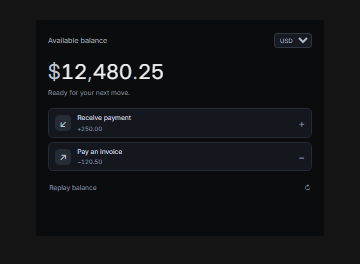 Available balance
USD
$12,480.25
Ready for your next move.
Receive payment
+250.00
+
Pay an invoice
−120.50
−
Replay balance